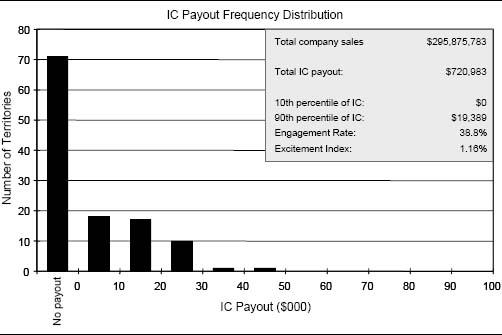 IC Payout Frequency Distribution
80
70
60
50
40
30
20
10
0
Number of Territories
Total company sales $295,875,783
Total IC payout: $720,983
10th percentile of IC: $0
90th percentile of IC: $19,389
Engagement Rate: 38.8%
Excitement Index: 1.16%
No payout 0 10 20 30 40 50 60 70 80 90 100
IC Payout ($000)